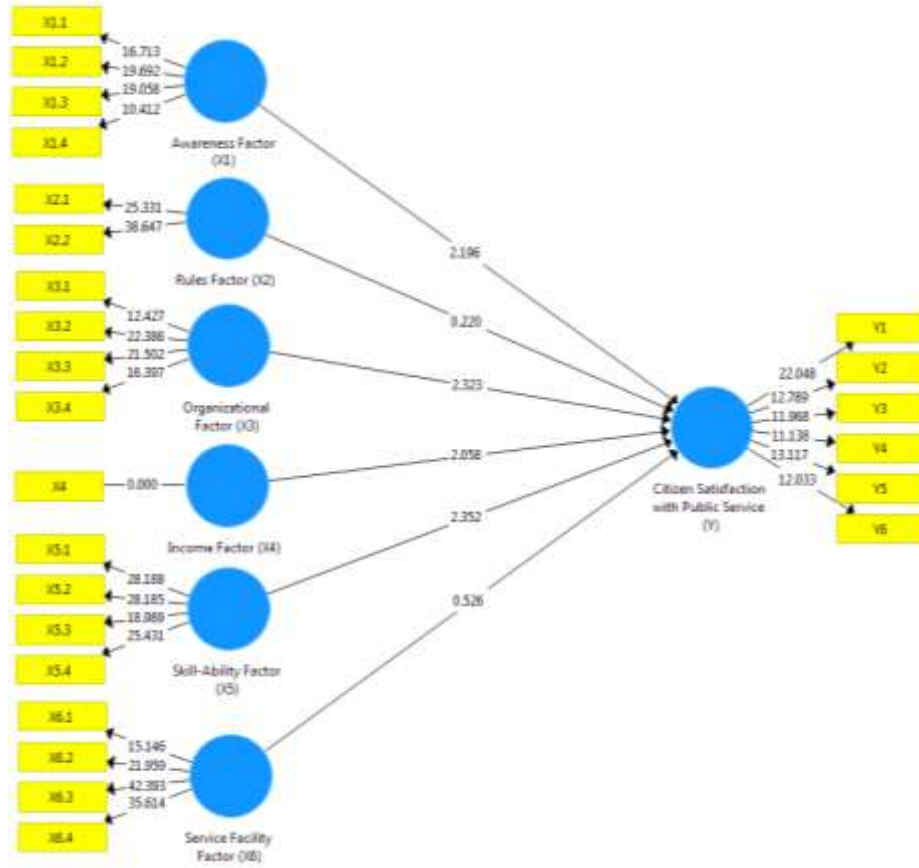 X1.1
16.713
X1.2
19.692
X1.3
19.058
X1.4
10.412
Awareness Factor
(X1)
2.196
X2.1
25.331
X2.2
38.647
Rules Factor (X2)
0.220
X3.1
12.427
X3.2
22.386
X3.3
21.502
X3.4
16.397
Organizational
Factor (X3)
2.323
X4
0.000
Income Factor (X4)
2.058
X5.1
28.188
X5.2
28.185
X5.3
18.989
X5.4
25.431
Skill-Ability Factor
(X5)
2.352
X6.1
15.146
X6.2
21.959
X6.3
42.393
X6.4
35.614
Service Facility
Factor (X6)
0.526
Citizen Satisfaction
with Public Service
(Y)
Y1
22.048
Y2
12.789
Y3
11.968
Y4
11.138
Y5
13.117
Y6
12.033